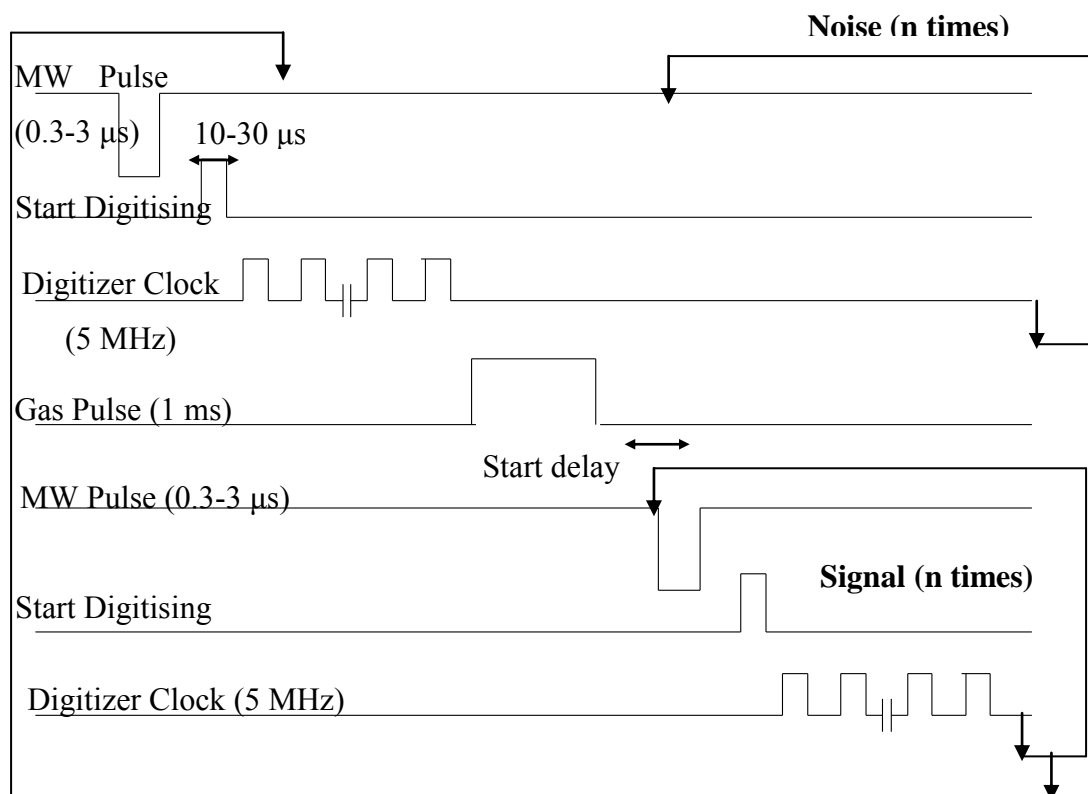 Noise (n times)
MW Pulse
(0.3-3 μs)
10-30 μs
Start Digitising
Digitizer Clock
(5 MHz)
Gas Pulse (1 ms)
Start delay
MW Pulse (0.3-3 μs)
Signal (n times)
Start Digitising
Digitizer Clock (5 MHz)